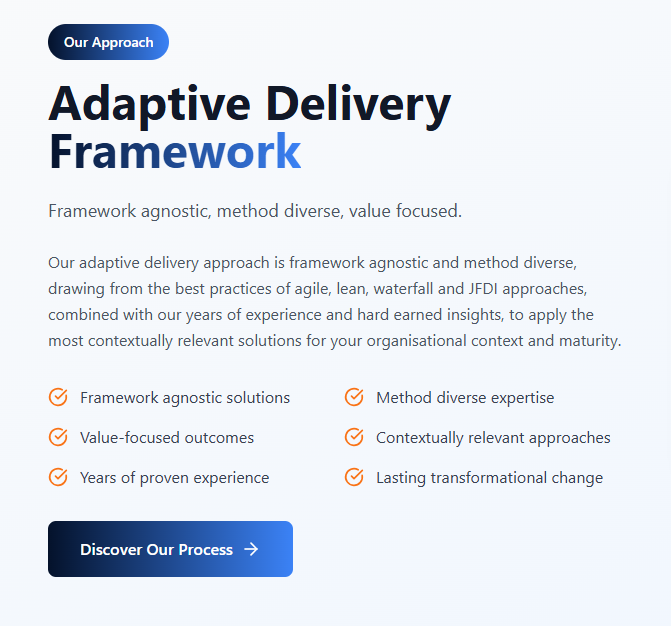 Our Approach
Adaptive Delivery
Framework
Framework agnostic, method diverse, value focused.
Our adaptive delivery approach is framework agnostic and method diverse,
drawing from the best practices of agile, lean, waterfall and JFDI approaches,
combined with our years of experience and hard earned insights, to apply the
most contextually relevant solutions for your organisational context and maturity.
Framework agnostic solutions
Method diverse expertise
Value-focused outcomes
Contextually relevant approaches
Years of proven experience
Lasting transformational change
Discover Our Process